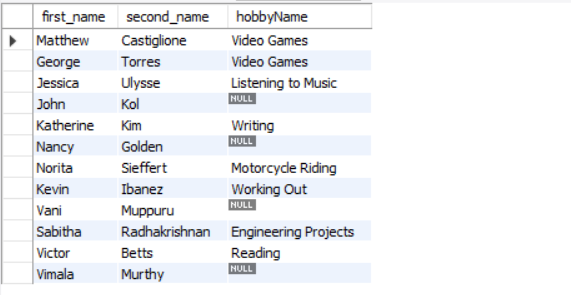 first_name second_name hobbyName
Matthew Castiglione Video Games
George Torres Video Games
Jessica Ulysse Listening to Music
John Kol NULL
Katherine Kim Writing
Nancy Golden NULL
Norita Sieffert Motorcycle Riding
Kevin Ibanez Working Out
Vani Muppuru NULL
Sabitha Radhakrishnan Engineering Projects
Victor Betts Reading
Vimala Murthy NULL